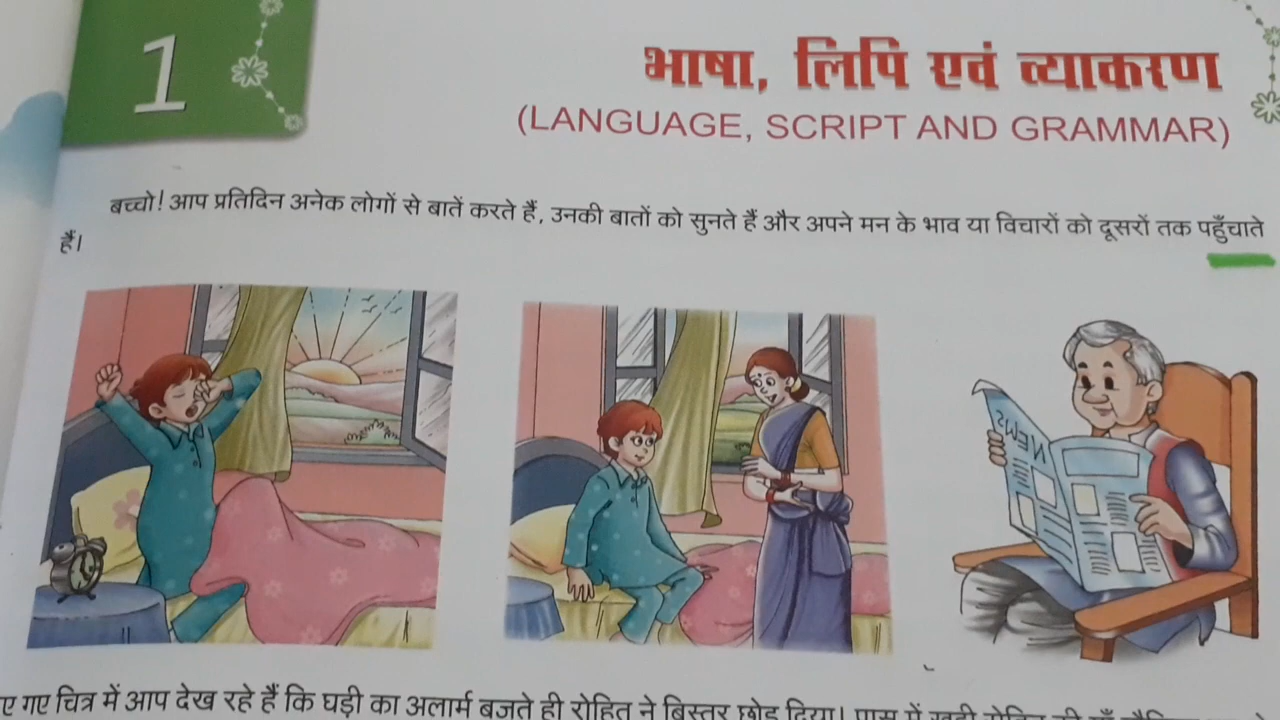 1
भाषा, लिपि एवं व्याकरण
(LANGUAGE, SCRIPT AND GRAMMAR)
बच्चो! आप प्रतिदिन अनेक लोगों से बातें करते हैं, उनकी बातों को सुनते हैं और अपने मन के भाव या विचारों को दूसरों तक पहुँचाते
हैं।
NEWS
ए गए चित्र में आप देख रहे हैं कि घड़ी का अलार्म बजते ही रोहित ने बिस्तर छोड़ दिया। पास में खड़ी रोहित की माँ